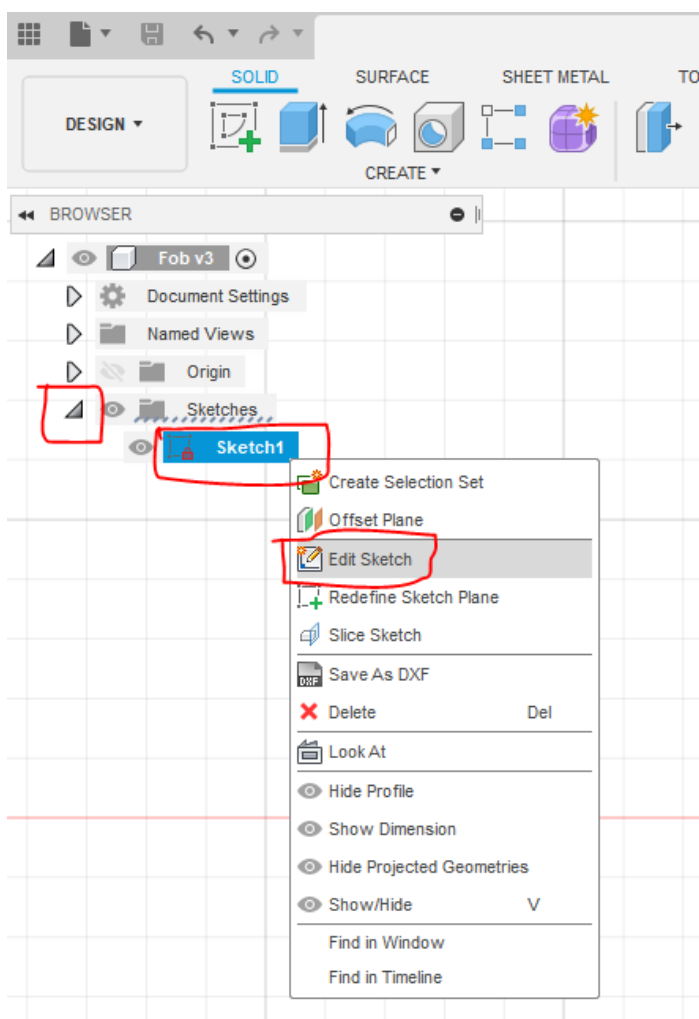 SOLID SURFACE SHEET METAL TO
DESIGN
CREATE
BROWSER
Fob v3
Document Settings
Named Views
Origin
Sketches
Sketch1
Create Selection Set
Offset Plane
Edit Sketch
Redefine Sketch Plane
Slice Sketch
DXF Save As DXF
Delete Del
Look At
Hide Profile
Show Dimension
Hide Projected Geometries
Show/Hide V
Find in Window
Find in Timeline